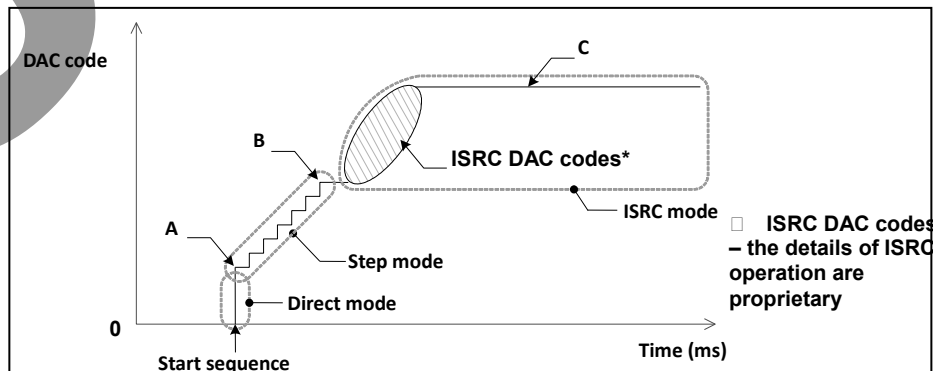 C
DAC code
B
ISRC DAC codes*
ISRC mode
A
□ ISRC DAC codes
– the details of ISRC
operation are
proprietary
Step mode
Direct mode
0
Time (ms)
Start sequence